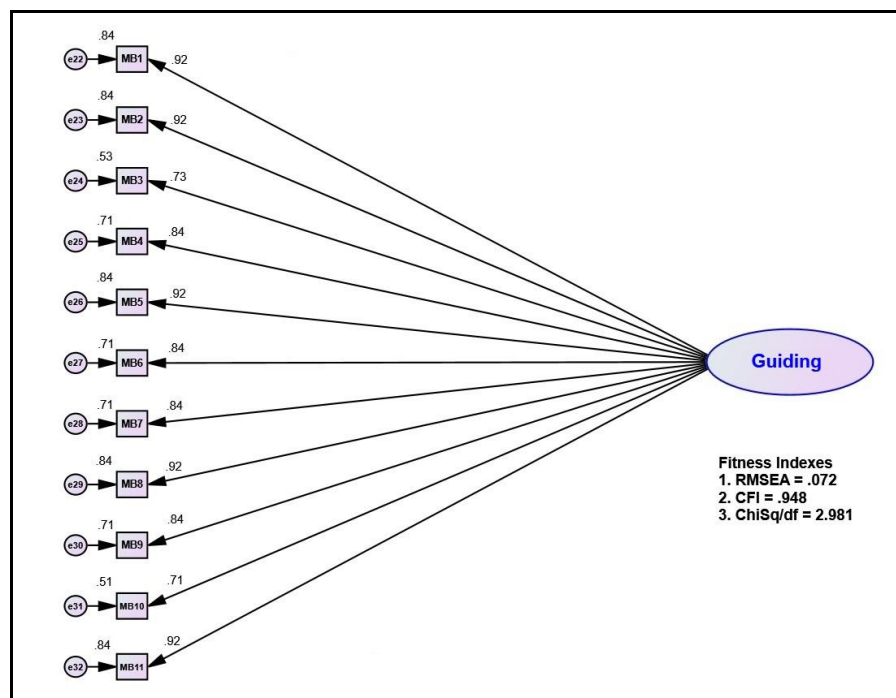 .84
e22 MB1 .92
.84
e23 MB2 .92
.53
e24 MB3 .73
.71
e25 MB4 .84
.84
e26 MB5 .92
.71
e27 MB6 .84
.71
e28 MB7 .84
.84
e29 MB8 .92
.71
e30 MB9 .84
.51
e31 MB10 .71
.84
e32 MB11 .92
Guiding
Fitness Indexes
1. RMSEA = .072
2. CFI = .948
3. ChiSq/df = 2.981